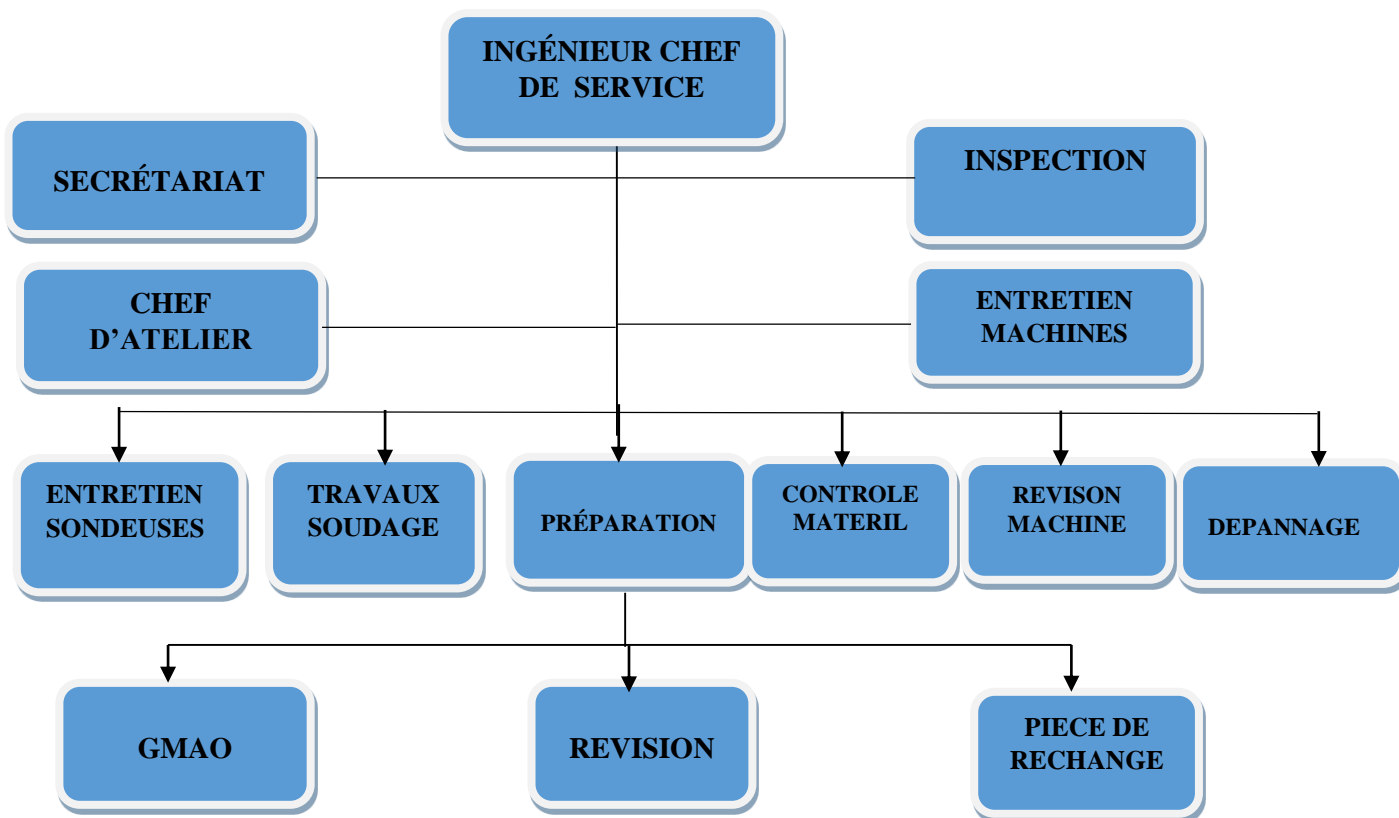 INGÉNIEUR CHEF
DE SERVICE
SECRÉTARIAT
INSPECTION
CHEF
D’ATELIER
ENTRETIEN
MACHINES
ENTRETIEN
SONDEUSES
TRAVAUX
SOUDAGE
PRÉPARATION
CONTROLE
MATERIL
REVISON
MACHINE
DEPANNAGE
GMAO
REVISION
PIECE DE
RECHANGE